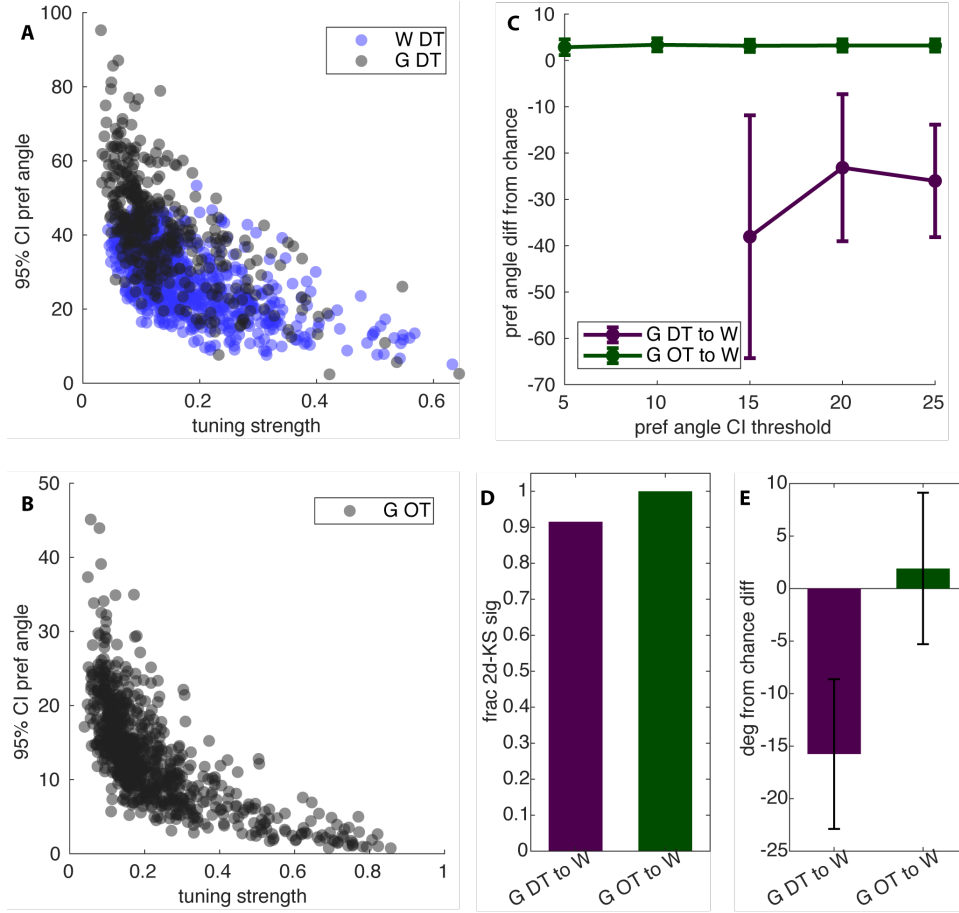 A
100
80
60
40
20
0
95% CI pref angle
W DT
G DT
0
0.2
0.4
0.6
tuning strength
C
10
0
-10
-20
-30
-40
-50
-60
-70
pref angle diff from chance
G DT to W
G OT to W
5
10
15
20
25
pref angle CI threshold
B
50
40
30
20
10
0
95% CI pref angle
G OT
0
0.2
0.4
0.6
0.8
1
tuning strength
D
1
0.9
0.8
0.7
0.6
0.5
0.4
0.3
0.2
0.1
0
frac 2d-KS sig
G DT to W
G OT to W
E
10
5
0
-5
-10
-15
-20
-25
deg from chance diff
G DT to W
G OT to W